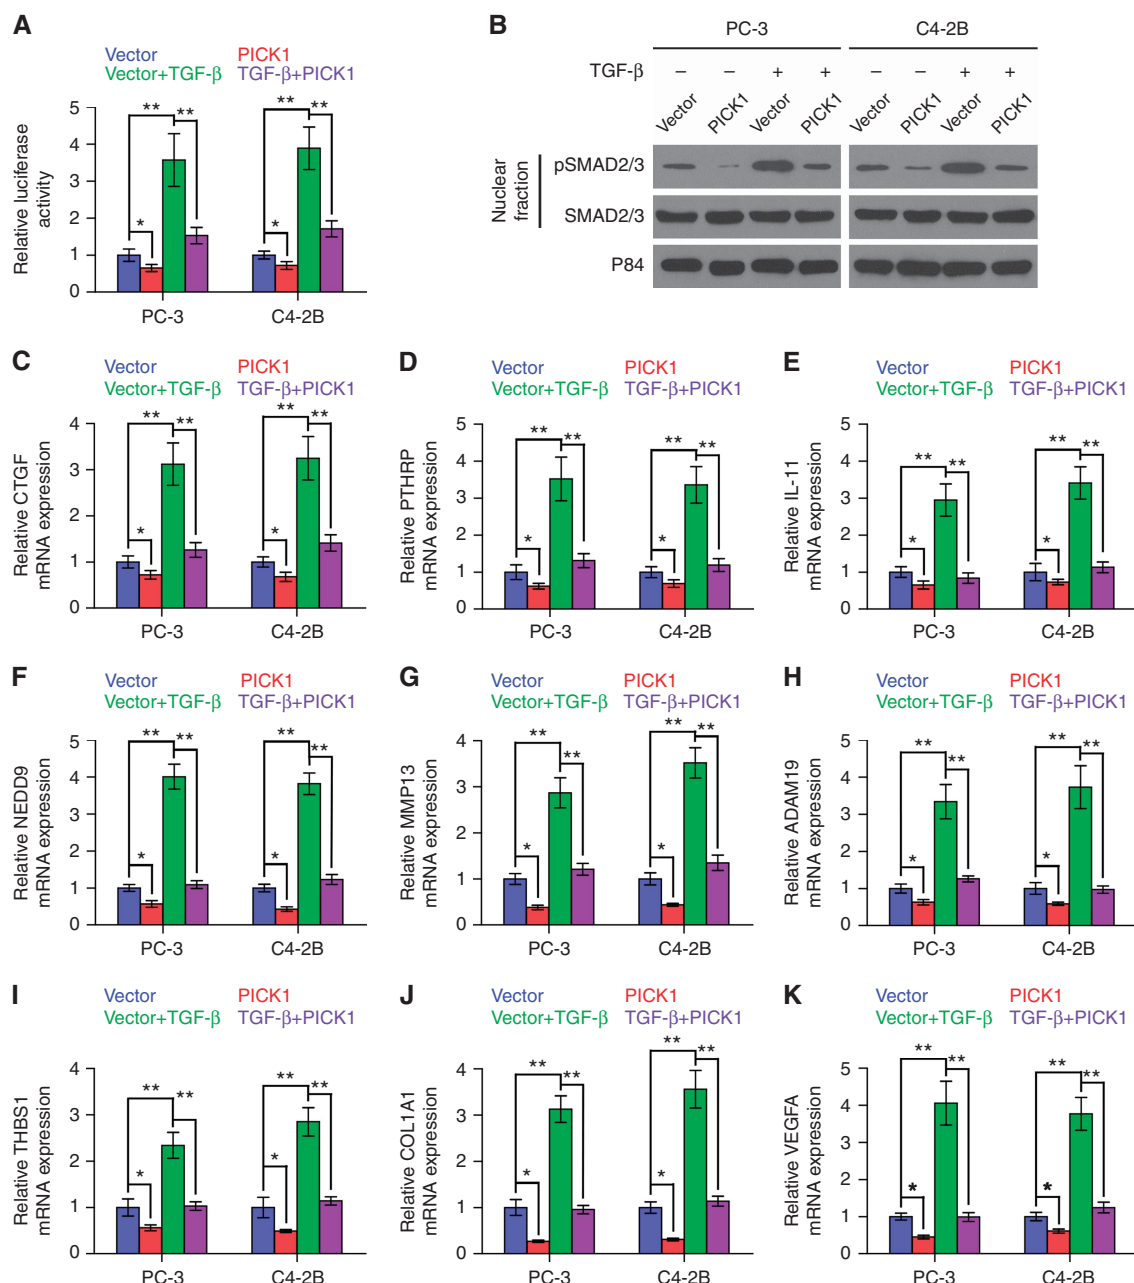 A
Vector PICK1
Vector+TGF-β TGF-β+PICK1
Relative luciferase
activity
5
4
3
2
1
0
** ** ** **
* *
PC-3 C4-2B
B
PC-3 C4-2B
TGF-β – – + + – – + +
Vector PICK1 Vector PICK1 Vector PICK1 Vector PICK1
Nuclear
fraction
pSMAD2/3
SMAD2/3
P84
C
Vector PICK1
Vector+TGF-β TGF-β+PICK1
Relative CTGF
mRNA expression
4
3
2
1
0
** ** ** **
* *
PC-3 C4-2B
D
Vector PICK1
Vector+TGF-β TGF-β+PICK1
Relative PTHRP
mRNA expression
5
4
3
2
1
0
** ** ** **
* *
PC-3 C4-2B
E
Vector PICK1
Vector+TGF-β TGF-β+PICK1
Relative IL-11
mRNA expression
5
4
3
2
1
0
** ** ** **
* *
PC-3 C4-2B
F
Vector PICK1
Vector+TGF-β TGF-β+PICK1
Relative NEDD9
mRNA expression
5
4
3
2
1
0
** ** ** **
* *
PC-3 C4-2B
G
Vector PICK1
Vector+TGF-β TGF-β+PICK1
Relative MMP13
mRNA expression
4
3
2
1
0
** ** ** **
* *
PC-3 C4-2B
H
Vector PICK1
Vector+TGF-β TGF-β+PICK1
Relative ADAM19
mRNA expression
5
4
3
2
1
0
** ** ** **
* *
PC-3 C4-2B
I
Vector PICK1
Vector+TGF-β TGF-β+PICK1
Relative THBS1
mRNA expression
4
3
2
1
0
** ** ** **
* *
PC-3 C4-2B
J
Vector PICK1
Vector+TGF-β TGF-β+PICK1
Relative COL1A1
mRNA expression
4
3
2
1
0
** ** ** **
* *
PC-3 C4-2B
K
Vector PICK1
Vector+TGF-β TGF-β+PICK1
Relative VEGFA
mRNA expression
5
4
3
2
1
0
** ** ** **
* *
PC-3 C4-2B